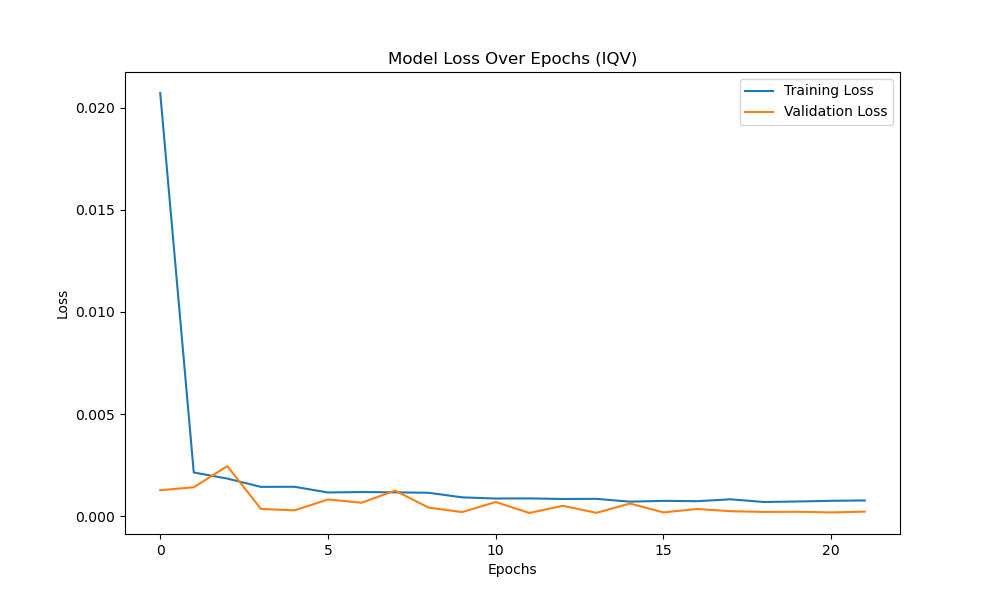 Model Loss Over Epochs (IQV)
Training Loss
Validation Loss
0.020
0.015
0.010
0.005
0.000
Loss
0 5 10 15 20
Epochs